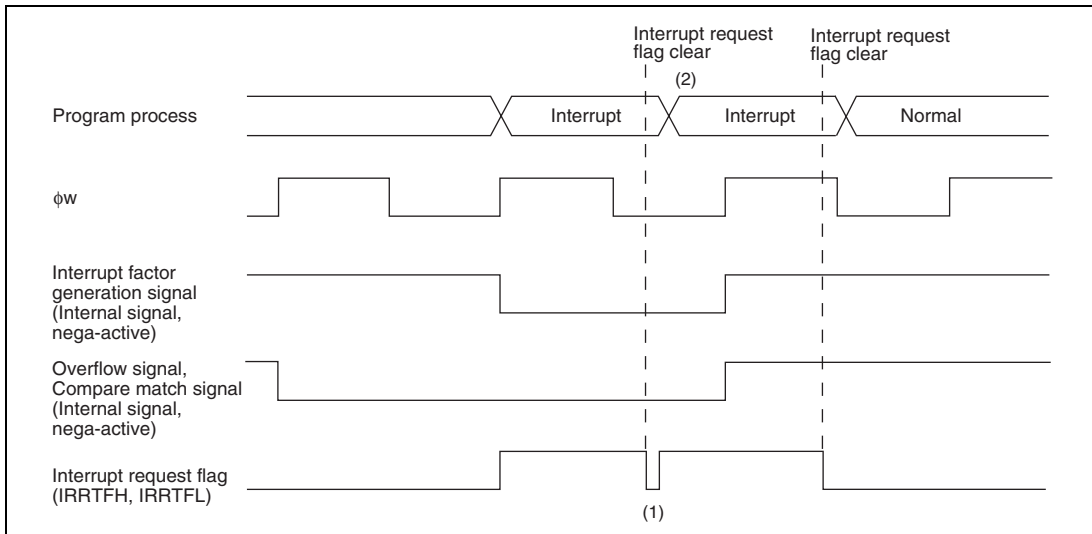 Interrupt request
flag clear
Interrupt request
flag clear
(2)
Program process
Interrupt
Interrupt
Normal
ϕw
Interrupt factor
generation signal
(Internal signal,
nega-active)
Overflow signal,
Compare match signal
(Internal signal,
nega-active)
Interrupt request flag
(IRRTFH, IRRTFL)
(1)